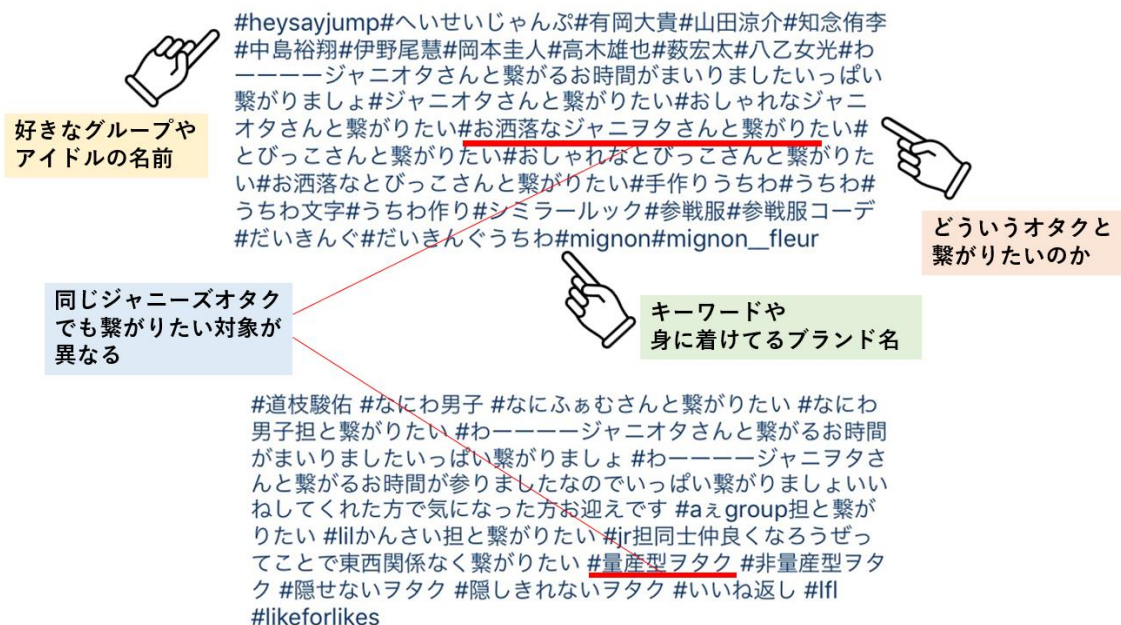 #heysayjump#へいせいじゃんぷ#有岡大貴#山田涼介#知念侑李
#中島裕翔#伊野尾慧#岡本圭人#高木雄也#薮宏太#八乙女光#わ
ーーーージャニオタさんと繋がるお時間がまいりましたいっぱい
繋がりましょ#ジャニオタさんと繋がりたい#おしゃれなジャニ
オタさんと繋がりたい#お洒落なジャニヲタさんと繋がりたい#
とびっこさんと繋がりたい#おしゃれなとびっこさんと繋がりた
い#お洒落なとびっこさんと繋がりたい#手作りうちわ#うちわ#
うちわ文字#うちわ作り#シミラールック#参戦服#参戦服コーデ
#だいきんぐ#だいきんぐうちわ#mignon#mignon__fleur
好きなグループや
アイドルの名前
どういうオタクと
繋がりたいのか
同じジャニーズオタク
でも繋がりたい対象が
異なる
キーワードや
身に着けてるブランド名
#道枝駿佑 #なにわ男子 #なにふぁむさんと繋がりたい #なにわ
男子担と繋がりたい #わーーーージャニオタさんと繋がるお時間
がまいりましたいっぱい繋がりましょ #わーーーージャニヲタさ
んと繋がるお時間が参りましたなのでいっぱい繋がりましょいい
ねしてくれた方で気になった方お迎えです #aぇgroup担と繋が
りたい #lilかんさい担と繋がりたい #jr担同士仲良くなろうぜっ
てことで東西関係なく繋がりたい #量産型ヲタク #非量産型ヲタ
ク #隠せないヲタク #隠しきれないヲタク #いいね返し #lfl
#likeforlikes